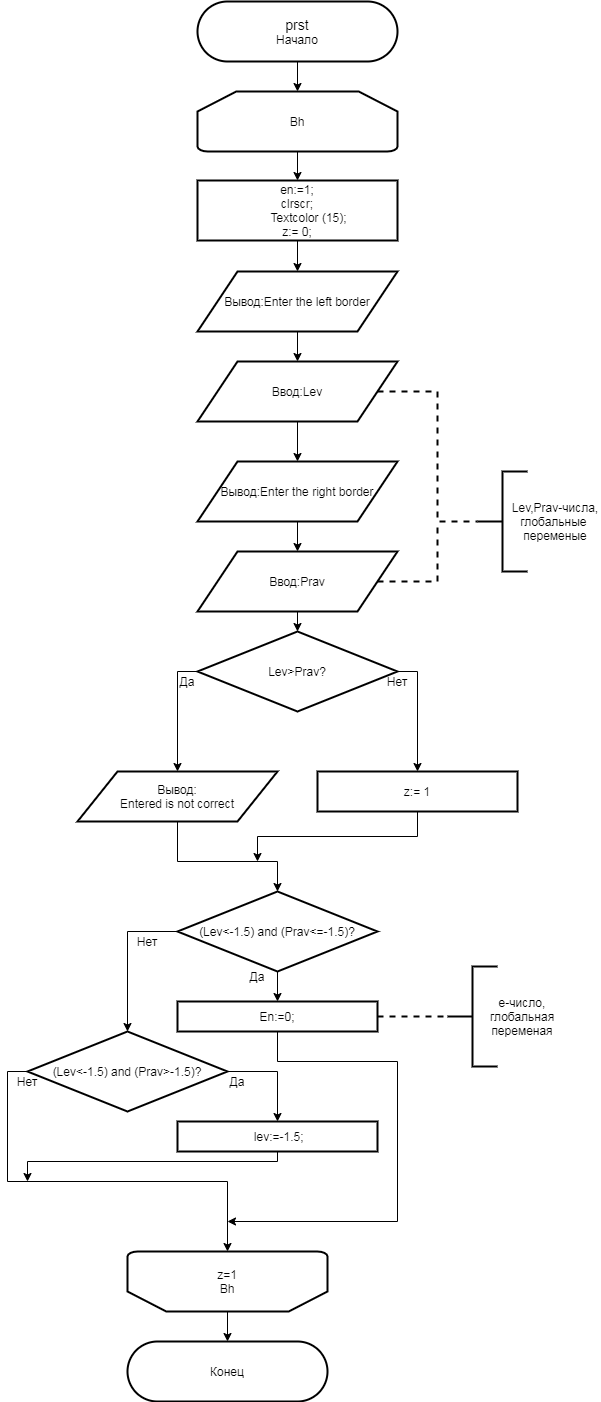 prst
Начало
Bh
en:=1;
clrscr;
Textcolor (15);
z:= 0;
Вывод:Enter the left border
Ввод:Lev
Вывод:Enter the right border
Lev,Prav-числа,
глобальные
переменые
Ввод:Prav
Lev>Prav?
Да
Нет
Вывод:
Entered is not correct
z:= 1
(Lev<-1.5) and (Prav<=-1.5)?
Нет
Да
En:=0;
e-число,
глобальная
переменая
(Lev<-1.5) and (Prav>-1.5)?
Нет
Да
lev:=-1.5;
z=1
Bh
Конец